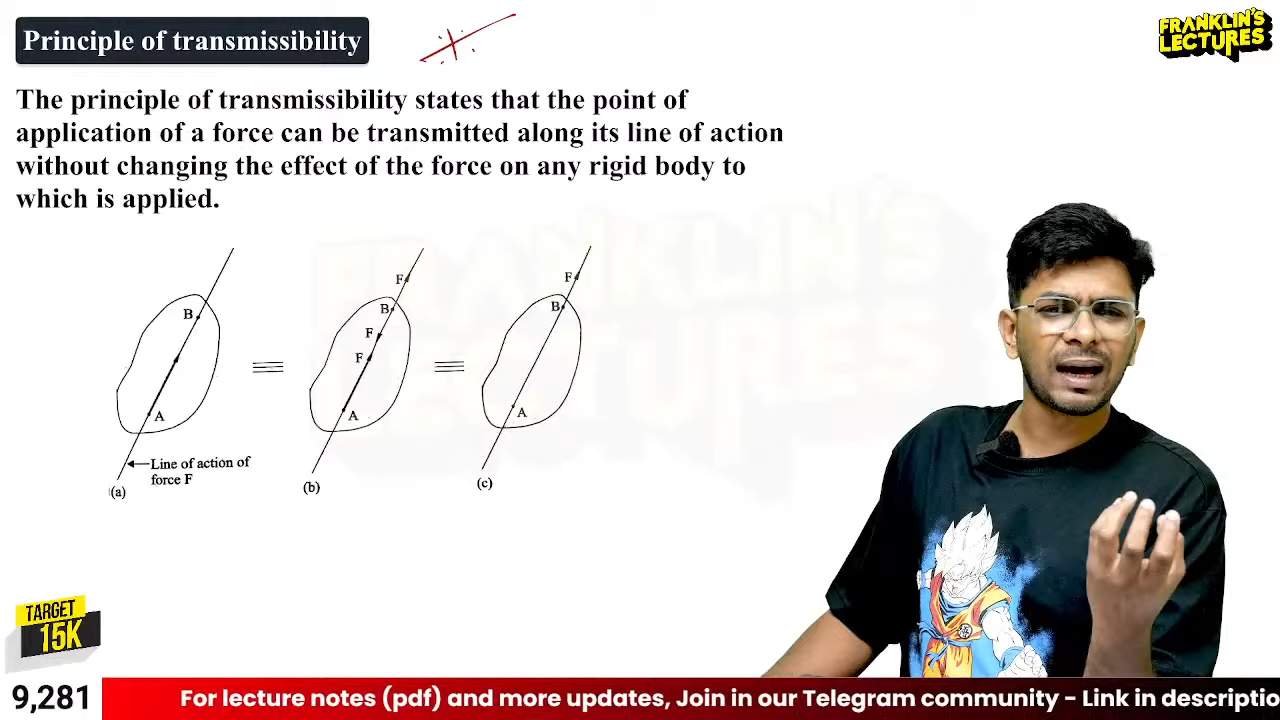 Principle of transmissibility
FRANKLIN'S
LECTURES
The principle of transmissibility states that the point of
application of a force can be transmitted along its line of action
without changing the effect of the force on any rigid body to
which is applied.
FRANKLIN'S
LECTURES
B
A
Line of action of
force F
(a)
F
B
F
F
A
(b)
F
B
A
(c)
TARGET
15K
9,281
For lecture notes (pdf) and more updates, Join in our Telegram community - Link in descriptio